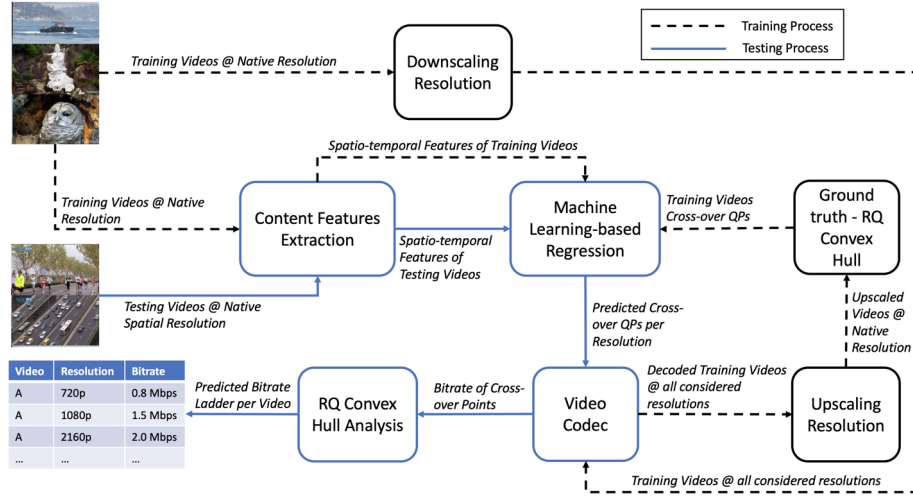 Training Process
Testing Process
Training Videos @ Native Resolution
Downscaling
Resolution
Spatio-temporal Features of Training Videos
Training Videos @ Native
Resolution
Content Features
Extraction
Spatio-temporal
Features of
Testing Videos
Machine
Learning-based
Regression
Training Videos
Cross-over QPs
Ground
truth - RQ
Convex
Hull
Testing Videos @ Native
Spatial Resolution
Predicted Cross-
over QPs per
Resolution
Upscaled
Videos @
Native
Resolution
Video Resolution Bitrate
A 720p 0.8 Mbps
A 1080p 1.5 Mbps
A 2160p 2.0 Mbps
... ... ...
Predicted Bitrate
Ladder per Video
RQ Convex
Hull Analysis
Bitrate of Cross-
over Points
Video
Codec
Decoded Training Videos
@ all considered
resolutions
Upscaling
Resolution
Training Videos @ all considered resolutions